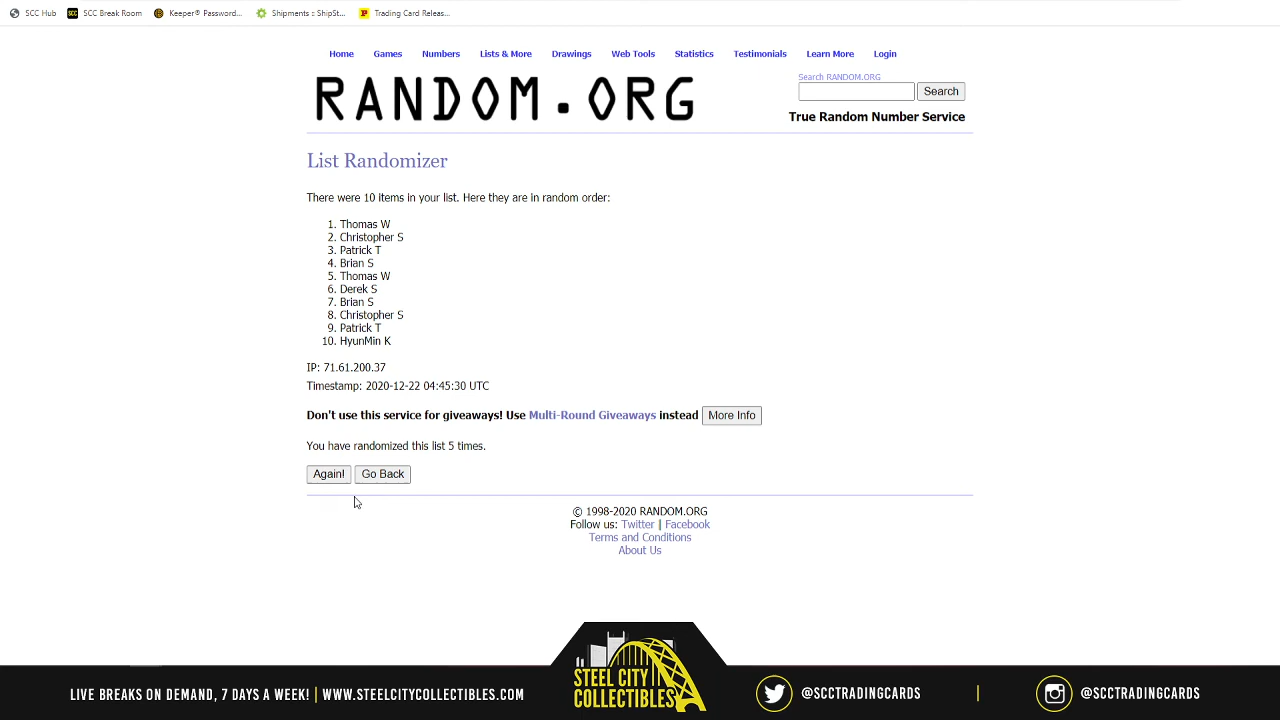 SCC Hub SCC Break Room Keeper® Password... Shipments :: ShipSt... Trading Card Releas...
Home Games Numbers Lists & More Drawings Web Tools Statistics Testimonials Learn More Login
RANDOM.ORG
Search RANDOM.ORG
Search
True Random Number Service
List Randomizer
There were 10 items in your list. Here they are in random order:
1. Thomas W
2. Christopher S
3. Patrick T
4. Brian S
5. Thomas W
6. Derek S
7. Brian S
8. Christopher S
9. Patrick T
10. HyunMin K
IP: 71.61.200.37
Timestamp: 2020-12-22 04:45:30 UTC
Don't use this service for giveaways! Use Multi-Round Giveaways instead More Info
You have randomized this list 5 times.
Again! Go Back
© 1998-2020 RANDOM.ORG
Follow us: Twitter | Facebook
Terms and Conditions
About Us
LIVE BREAKS ON DEMAND, 7 DAYS A WEEK! | WWW.STEELCITYCOLLECTIBLES.COM
STEEL CITY
COLLECTIBLES
@SCCTRADINGCARDS | @SCCTRADINGCARDS